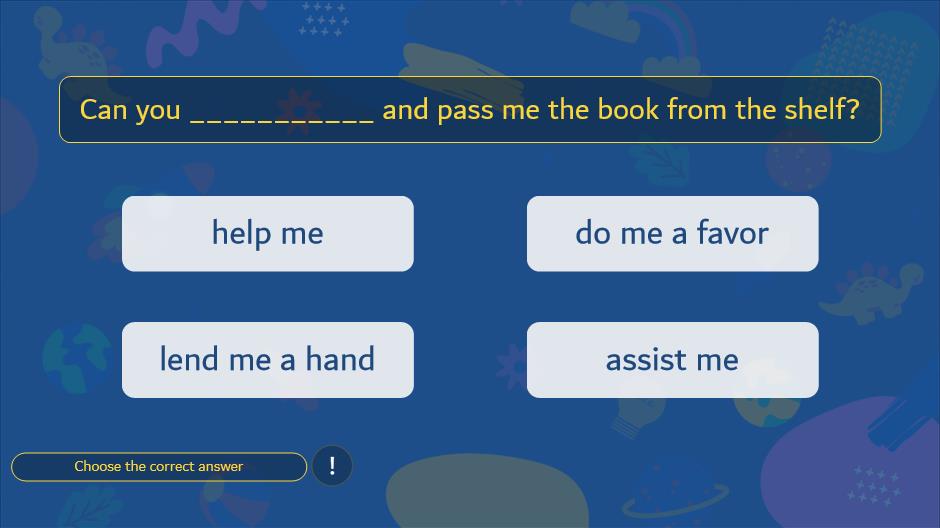 Can you ___________ and pass me the book from the shelf?
help me
do me a favor
lend me a hand
assist me
Choose the correct answer
!